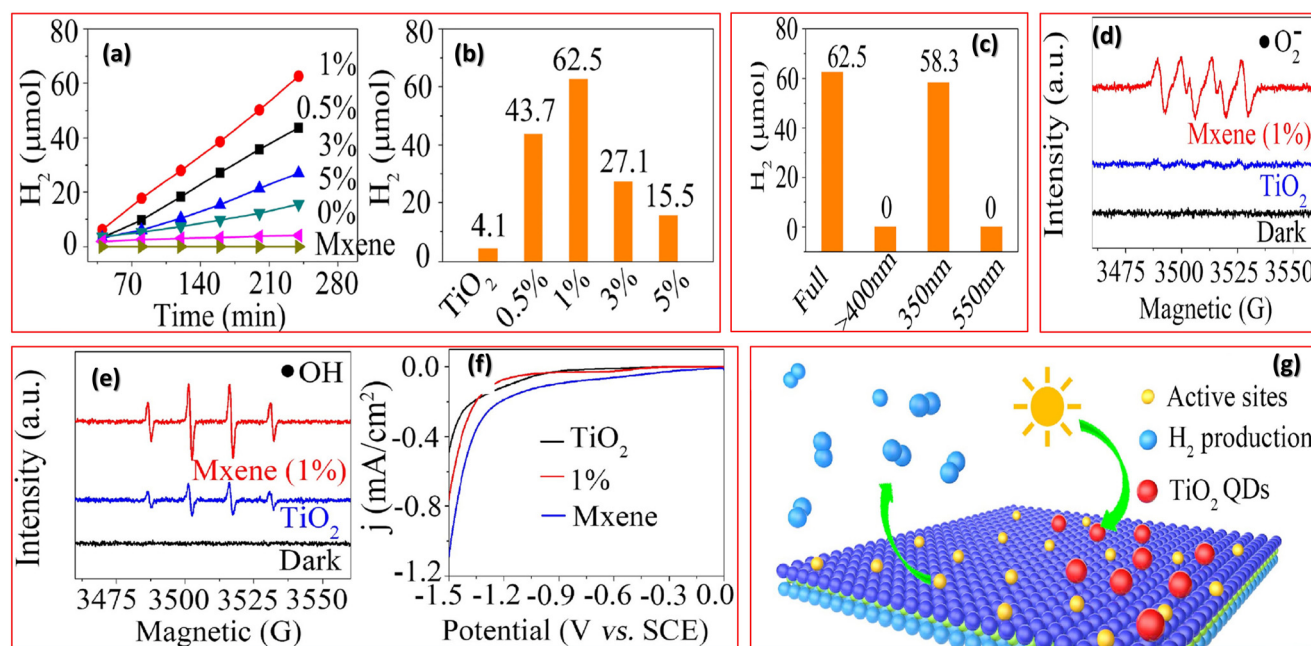 (a)
80
60
40
20
0
H₂ (μmol)
1%
0.5%
3%
5%
0%
Mxene
70 140 210 280
Time (min)
(b)
80
60
40
20
0
H₂ (μmol)
4.1
43.7
62.5
27.1
15.5
TiO₂ 0.5% 1% 3% 5%
(c)
80
60
40
20
0
H₂ (μmol)
62.5
0
58.3
0
Full >400nm 350nm 550nm
(d)
● O₂⁻
Intensity (a.u.)
Mxene (1%)
TiO₂
Dark
3475 3500 3525 3550
Magnetic (G)
(e)
● OH
Intensity (a.u.)
Mxene (1%)
TiO₂
Dark
3475 3500 3525 3550
Magnetic (G)
(f)
0.0
-0.4
-0.8
-1.2
j (mA/cm²)
TiO₂
1%
Mxene
-1.5 -1.2 -0.9 -0.6 -0.3 0.0
Potential (V vs. SCE)
(g)
Active sites
H₂ production
TiO₂ QDs